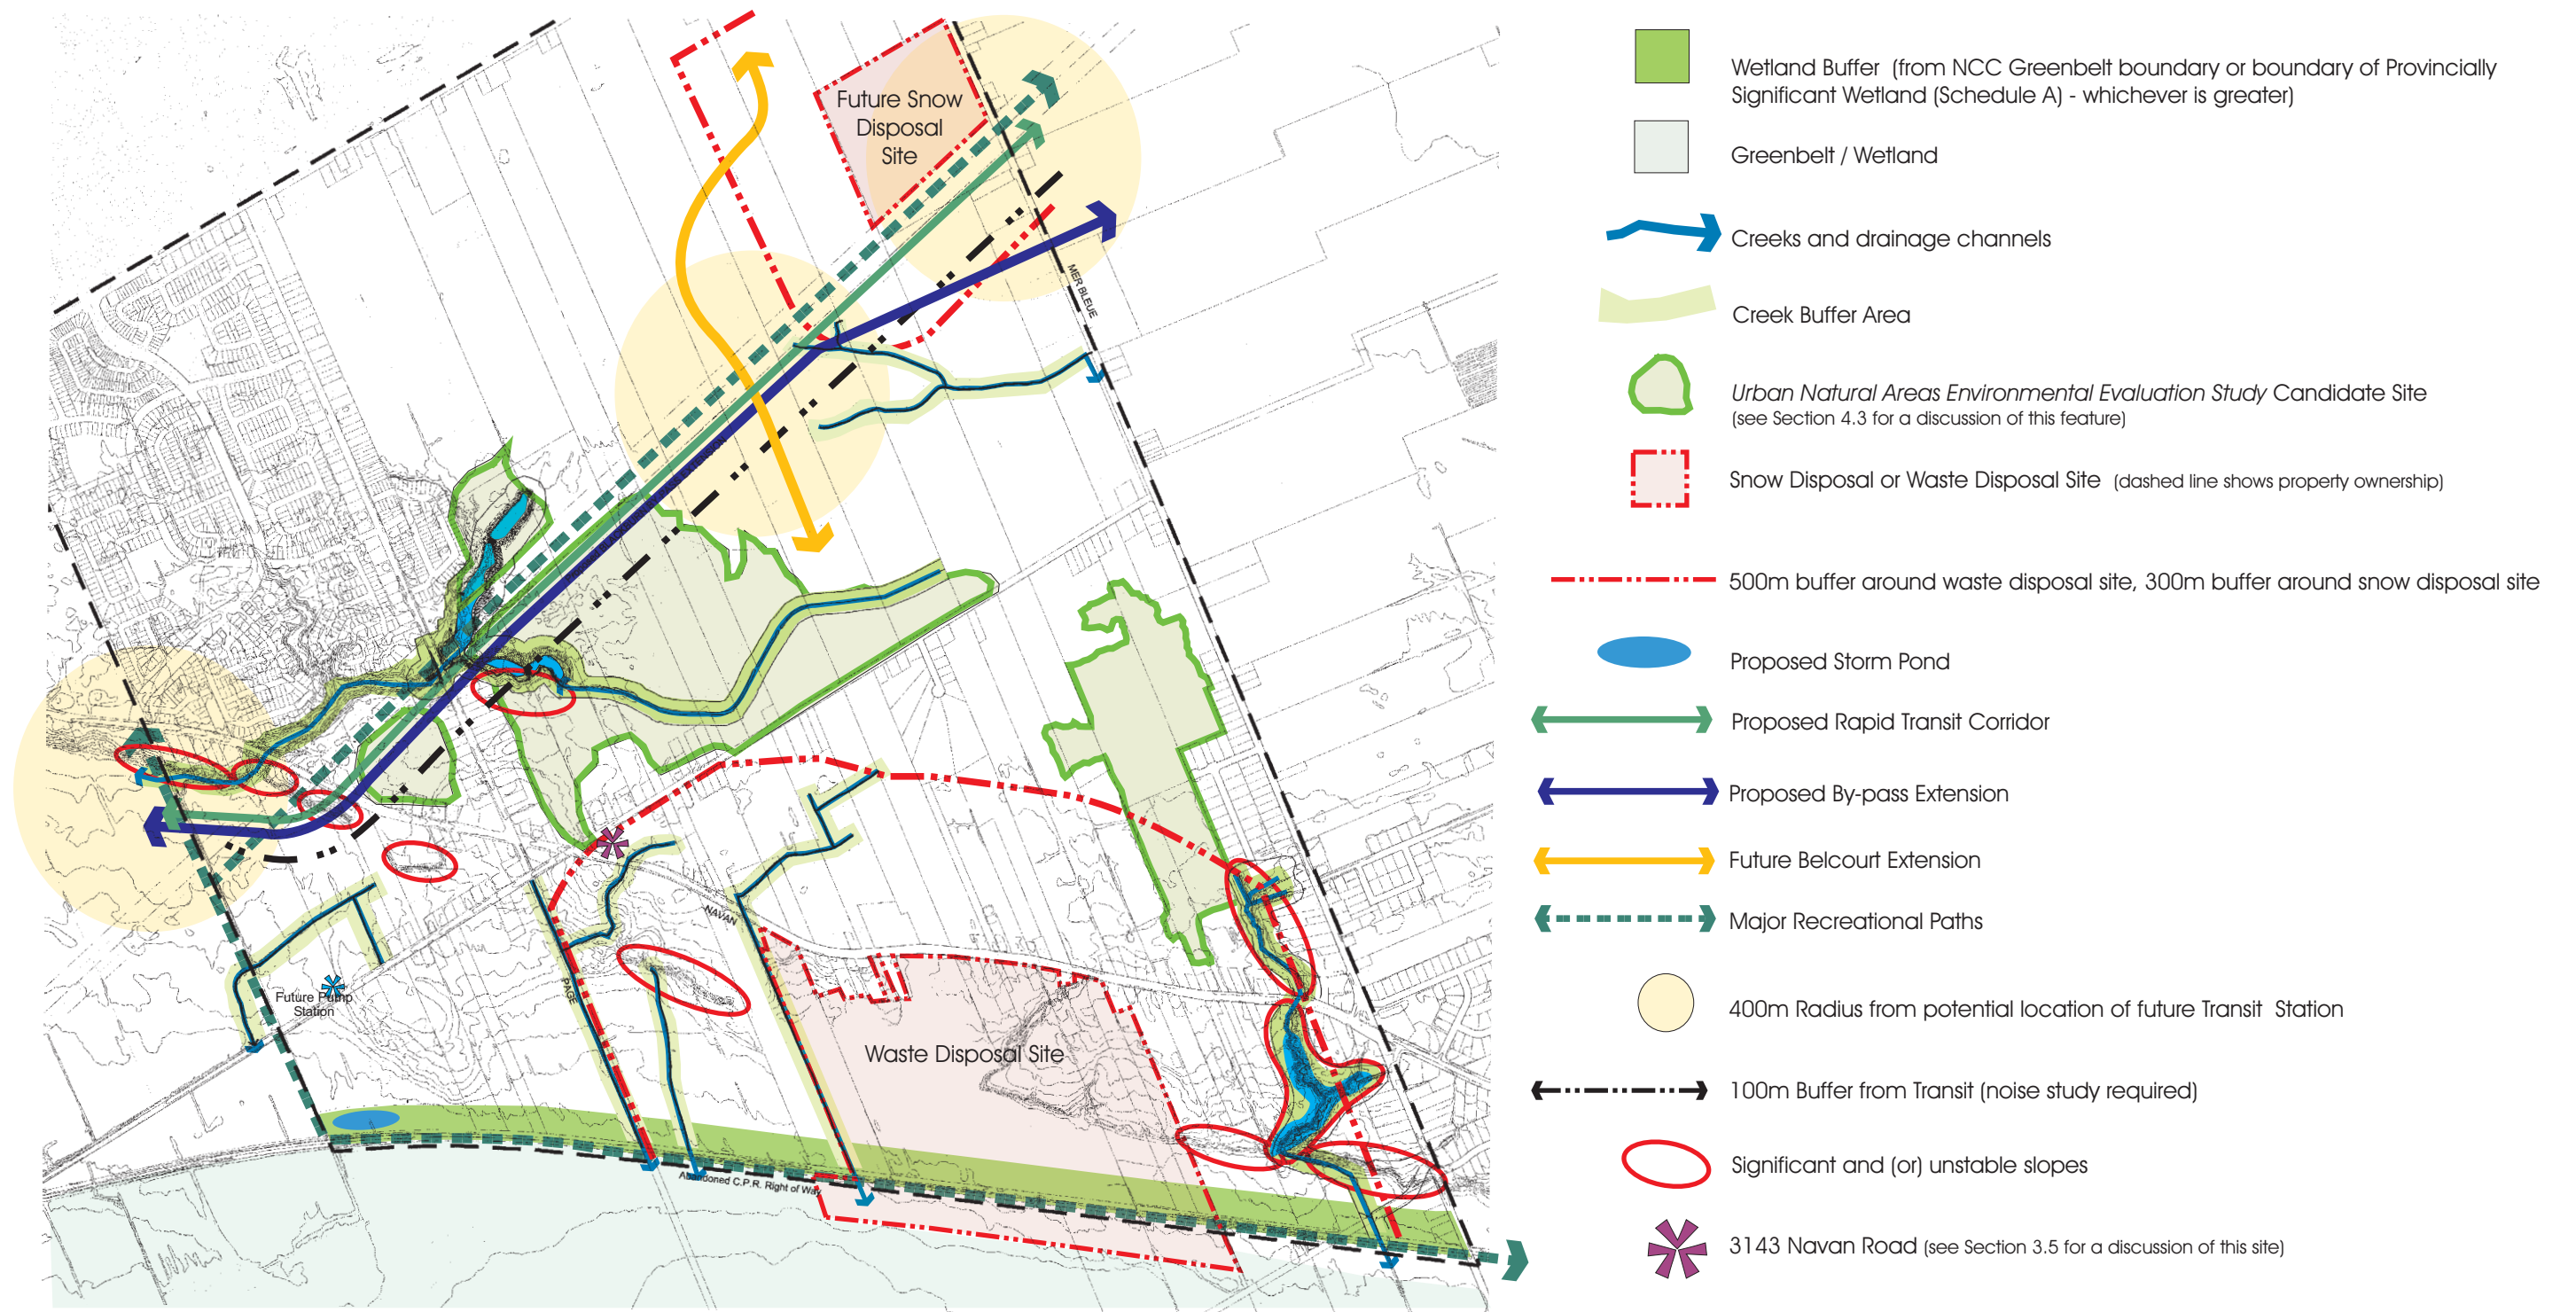 Future Snow
Disposal
Site
MER BLEUE
Proposed BLACKBURN BY-PASS EXTENSION
NAVAN
PAGE
Future Pump
Station
Waste Disposal Site
Abandoned C.P.R. Right of Way
Wetland Buffer (from NCC Greenbelt boundary or boundary of Provincially
Significant Wetland (Schedule A) - whichever is greater)
Greenbelt / Wetland
Creeks and drainage channels
Creek Buffer Area
Urban Natural Areas Environmental Evaluation Study Candidate Site
(see Section 4.3 for a discussion of this feature)
Snow Disposal or Waste Disposal Site (dashed line shows property ownership)
500m buffer around waste disposal site, 300m buffer around snow disposal site
Proposed Storm Pond
Proposed Rapid Transit Corridor
Proposed By-pass Extension
Future Belcourt Extension
Major Recreational Paths
400m Radius from potential location of future Transit Station
100m Buffer from Transit (noise study required)
Significant and (or) unstable slopes
3143 Navan Road (see Section 3.5 for a discussion of this site)